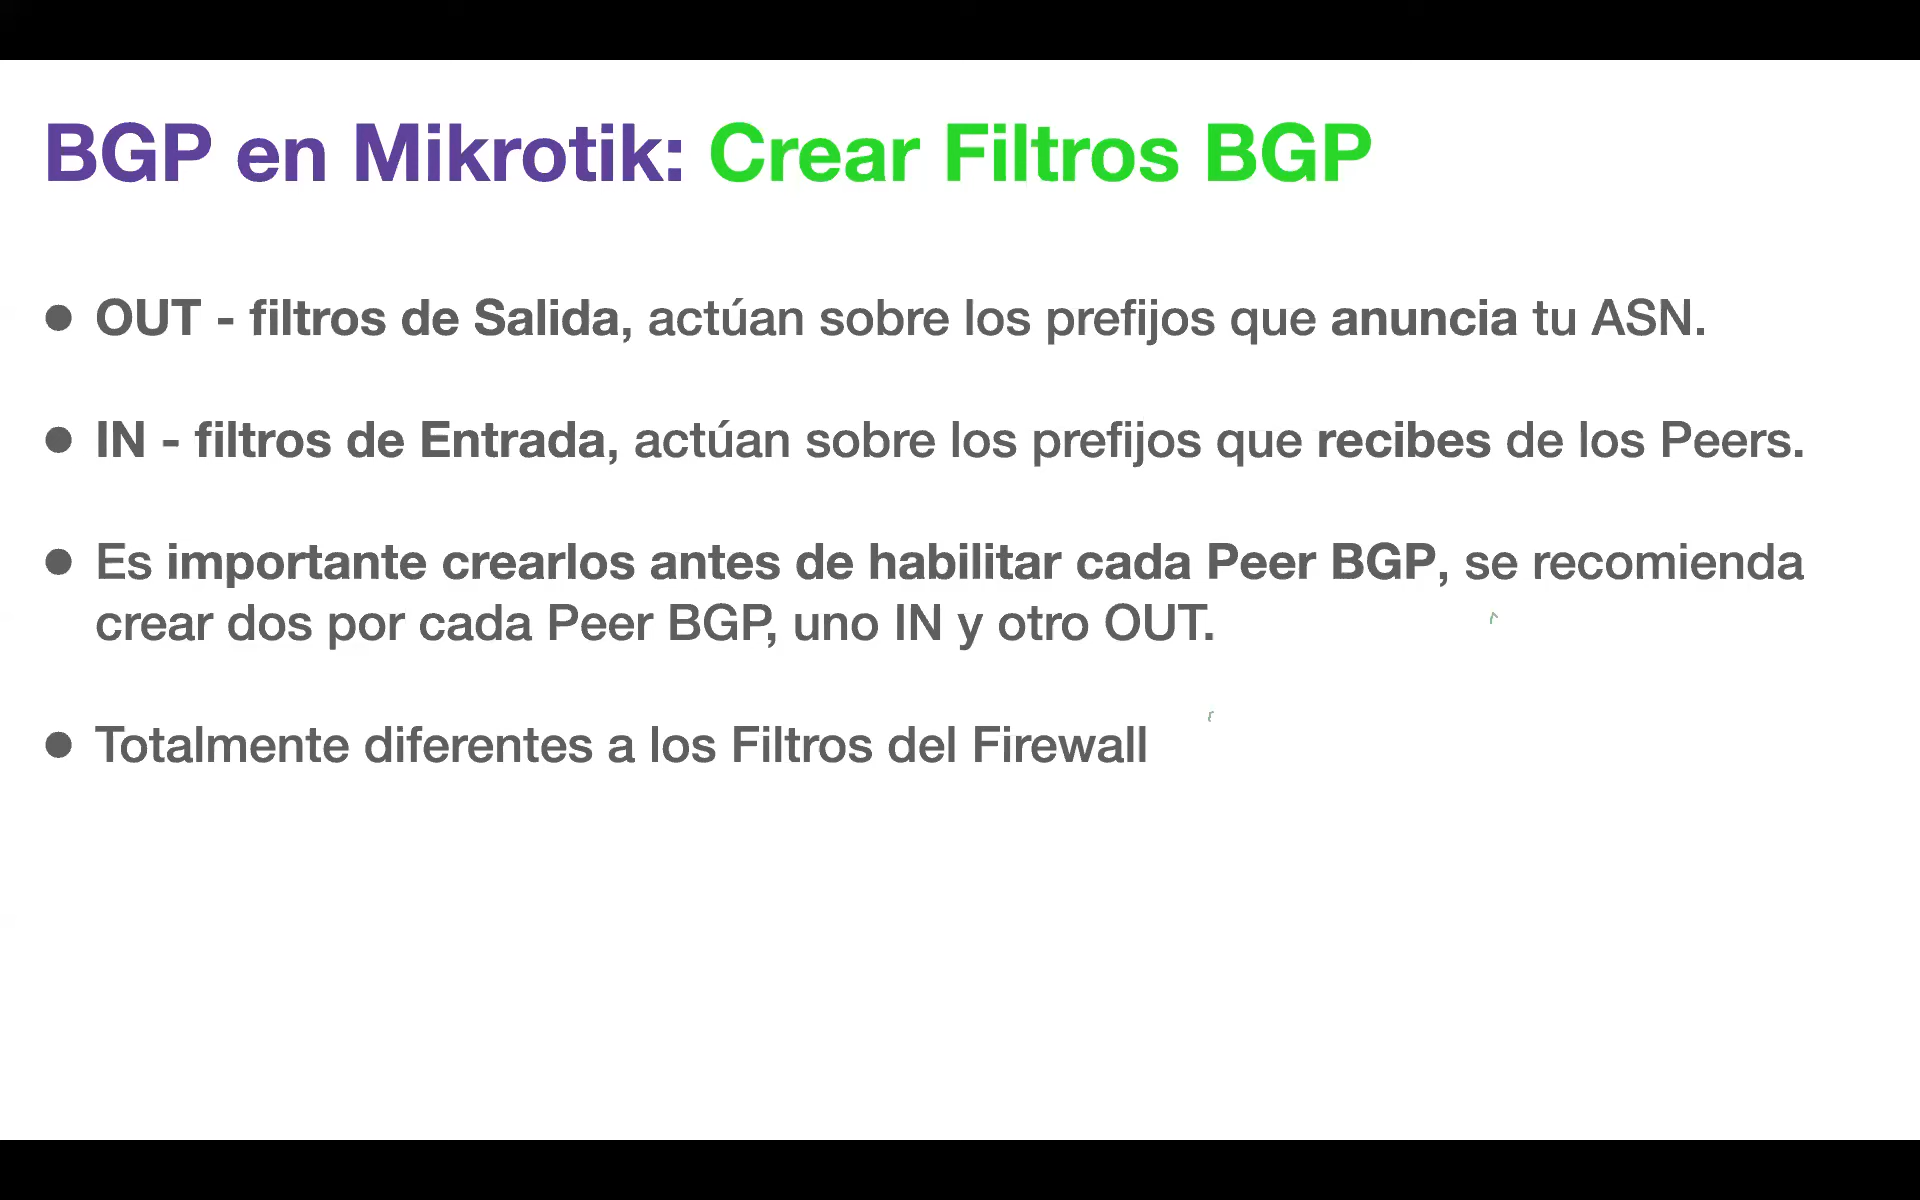 BGP en Mikrotik: Crear Filtros BGP
● OUT - filtros de Salida, actúan sobre los prefijos que anuncia tu ASN.
● IN - filtros de Entrada, actúan sobre los prefijos que recibes de los Peers.
● Es importante crearlos antes de habilitar cada Peer BGP, se recomienda
crear dos por cada Peer BGP, uno IN y otro OUT.
● Totalmente diferentes a los Filtros del Firewall